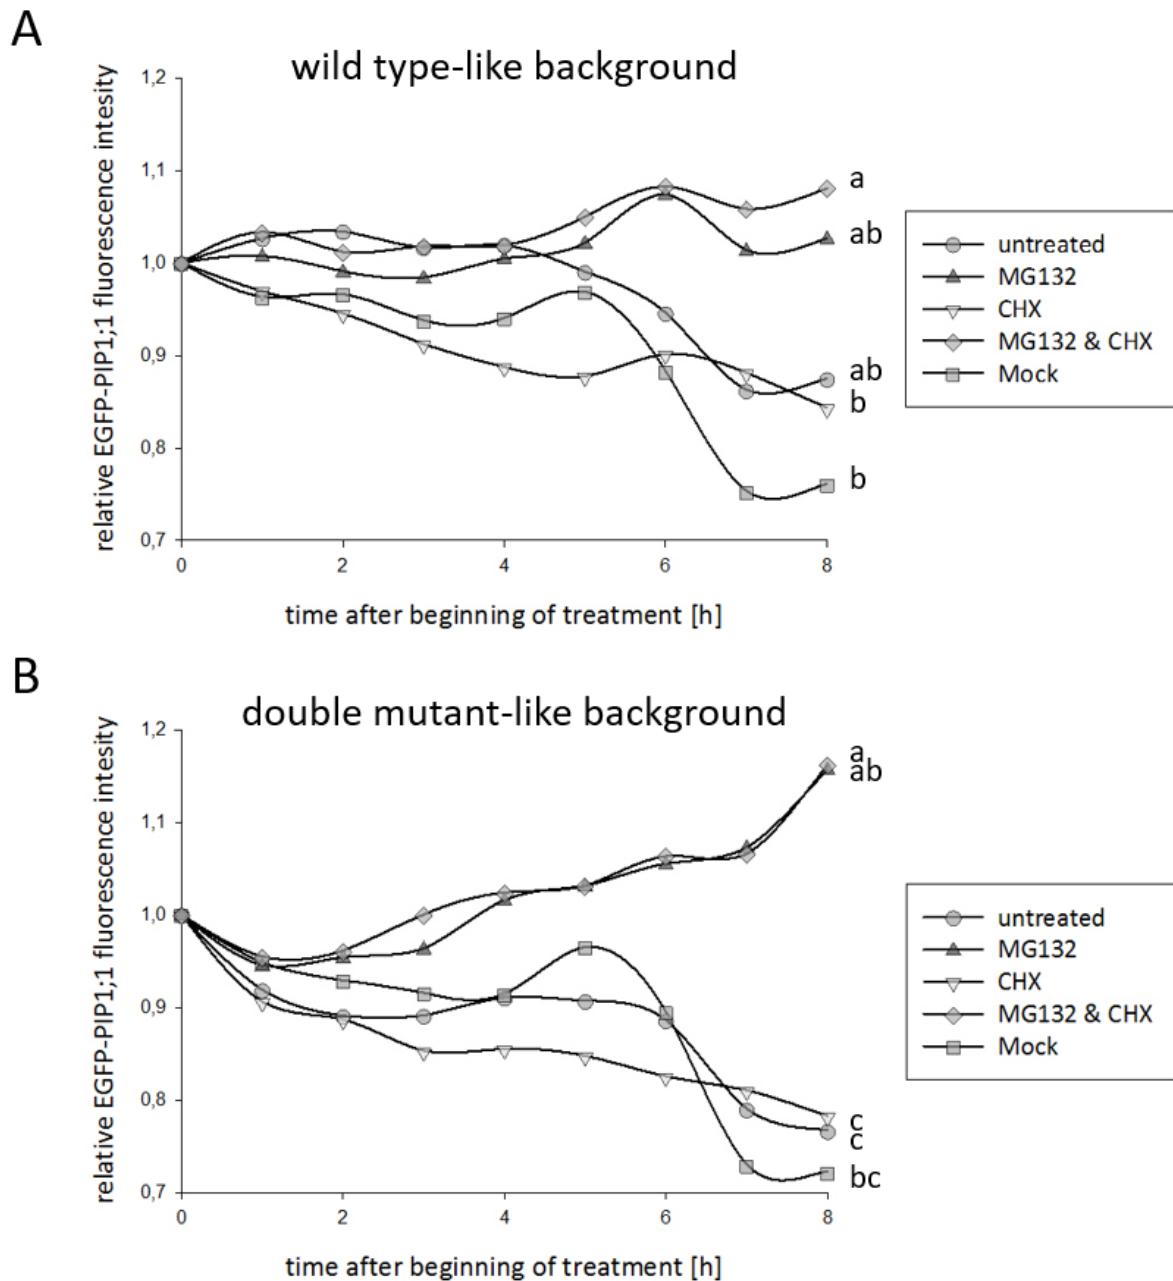 A
wild type-like background
relative EGFP-PIP1;1 fluorescence intesity
1,2
1,1
1,0
0,9
0,8
0,7
0
2
4
6
8
time after beginning of treatment [h]
a
ab
ab
b
b
untreated
MG132
CHX
MG132 & CHX
Mock
B
double mutant-like background
relative EGFP-PIP1;1 fluorescence intesity
1,2
1,1
1,0
0,9
0,8
0,7
0
2
4
6
8
time after beginning of treatment [h]
a
ab
c
c
bc
untreated
MG132
CHX
MG132 & CHX
Mock